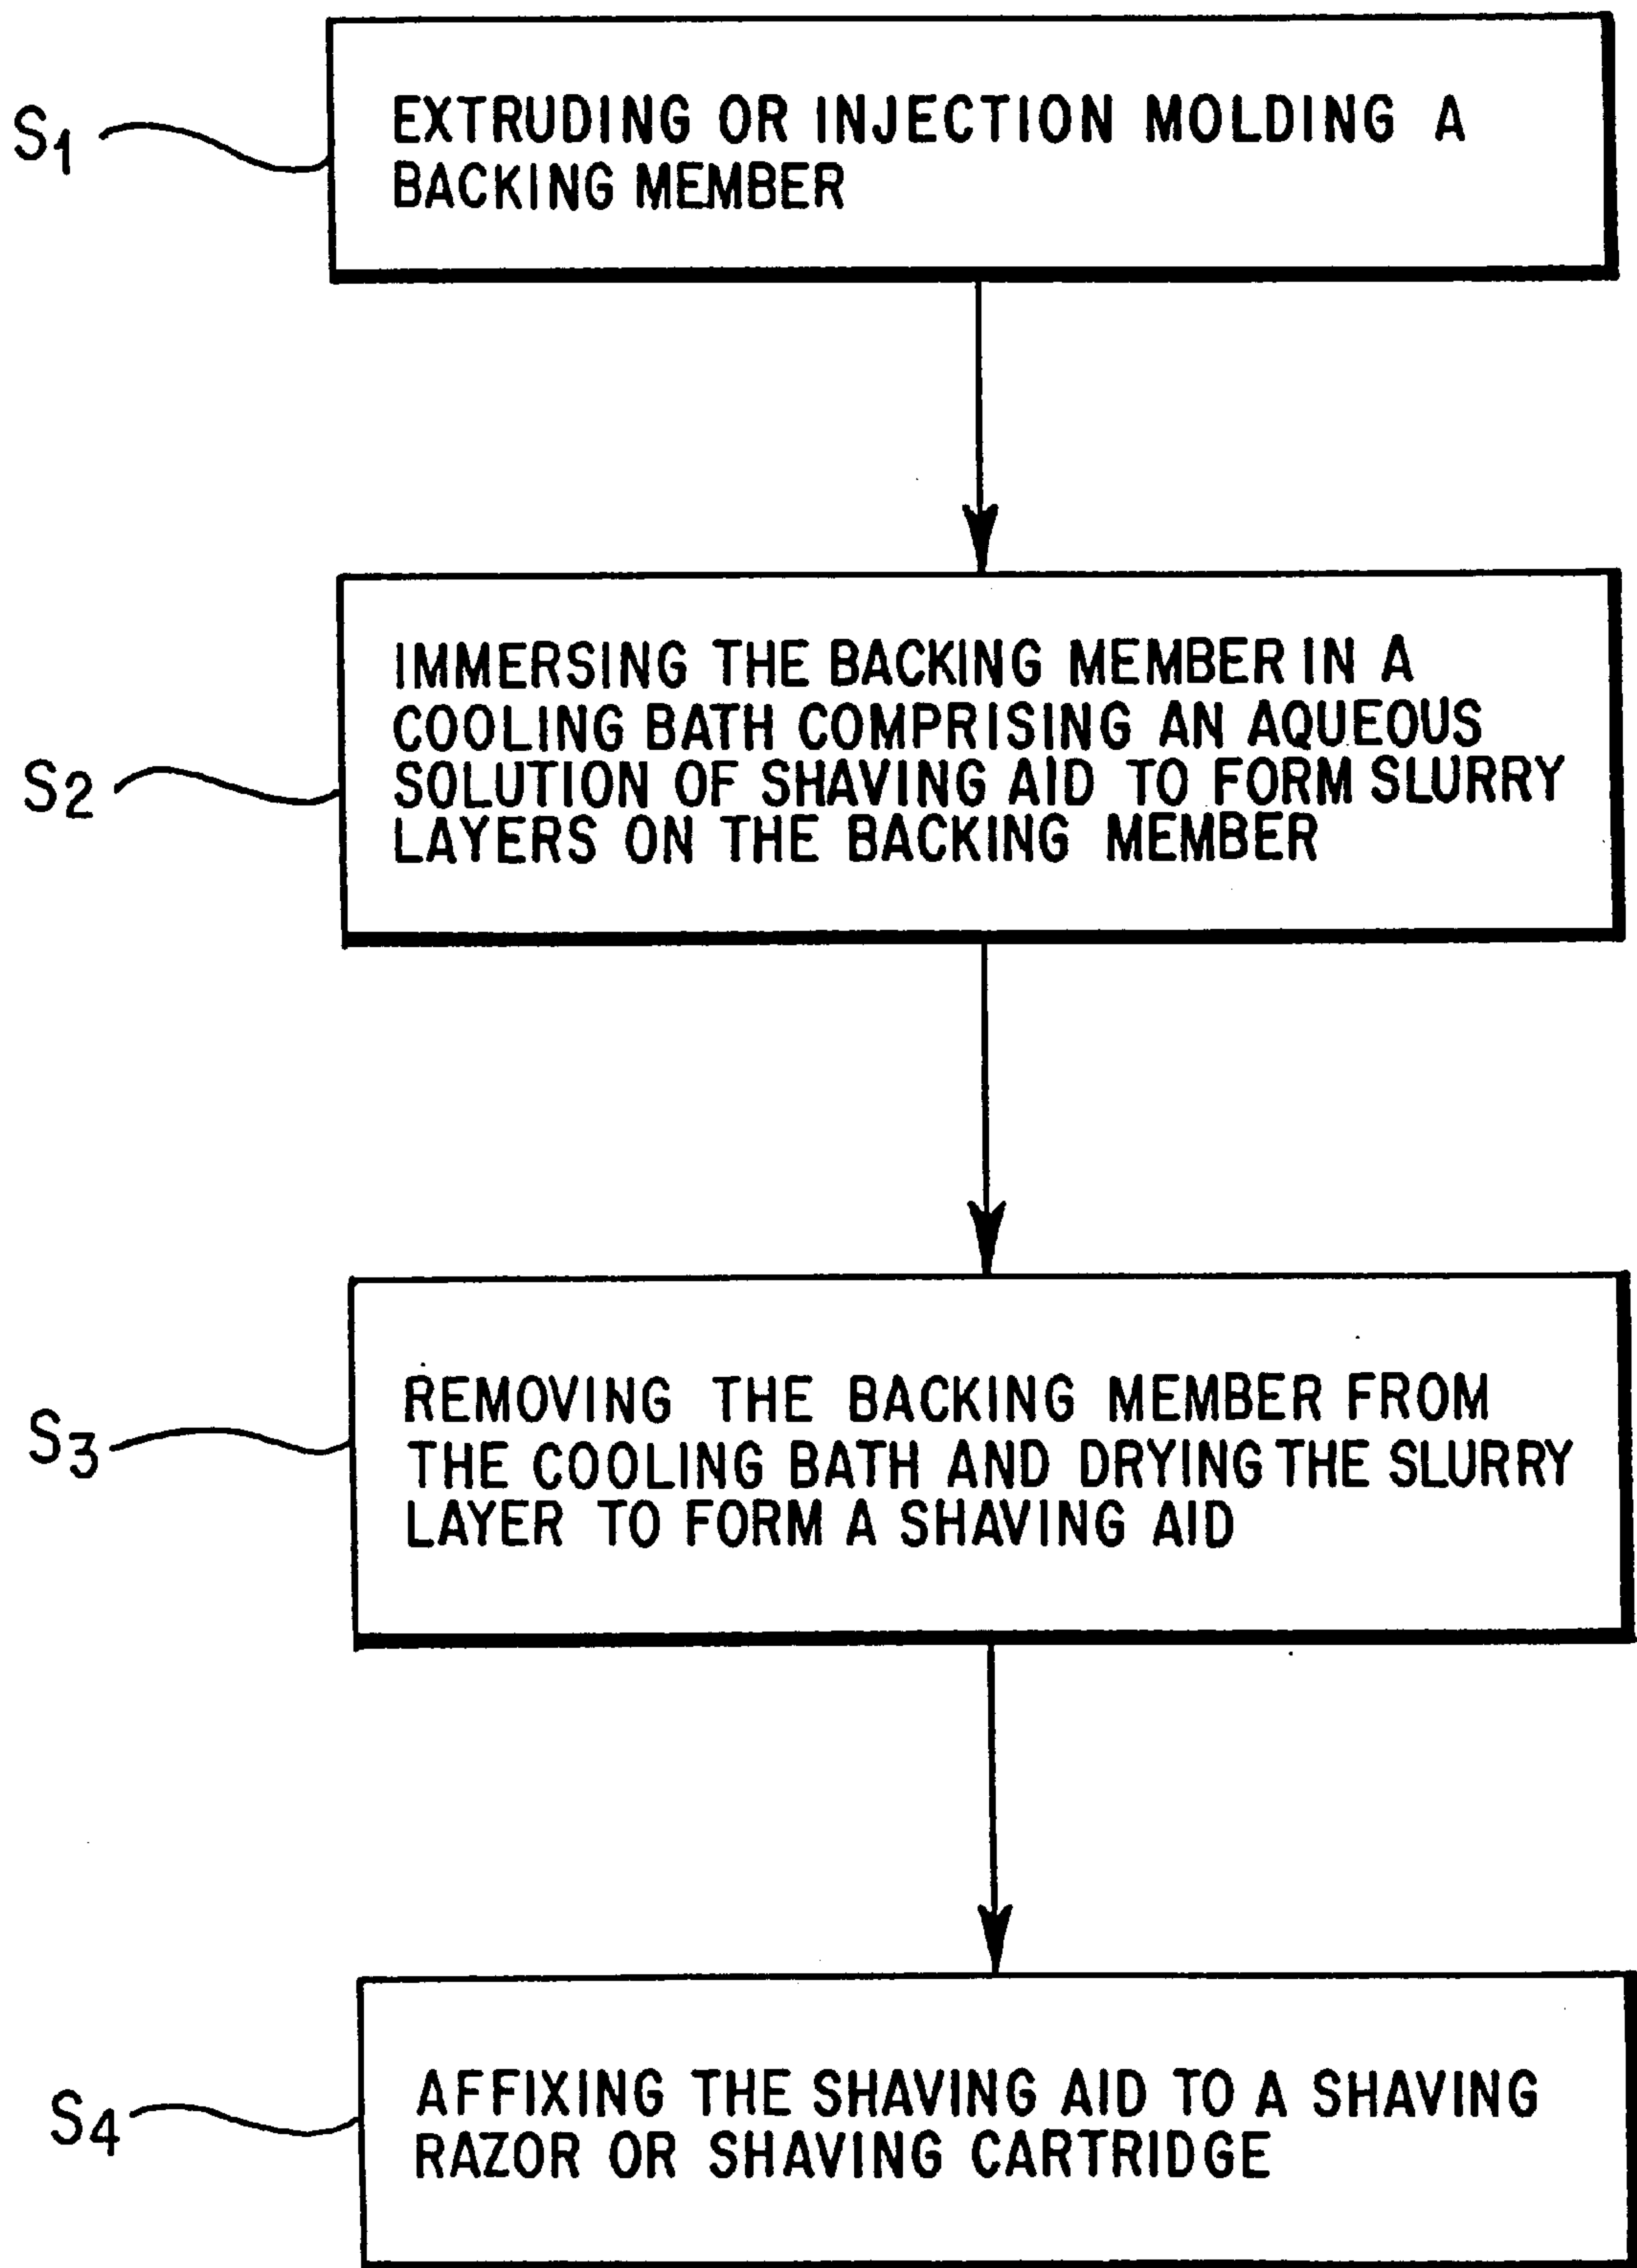 S1
EXTRUDING OR INJECTION MOLDING A
BACKING MEMBER
S2
IMMERSING THE BACKING MEMBER IN A
COOLING BATH COMPRISING AN AQUEOUS
SOLUTION OF SHAVING AID TO FORM SLURRY
LAYERS ON THE BACKING MEMBER
S3
REMOVING THE BACKING MEMBER FROM
THE COOLING BATH AND DRYING THE SLURRY
LAYER TO FORM A SHAVING AID
S4
AFFIXING THE SHAVING AID TO A SHAVING
RAZOR OR SHAVING CARTRIDGE